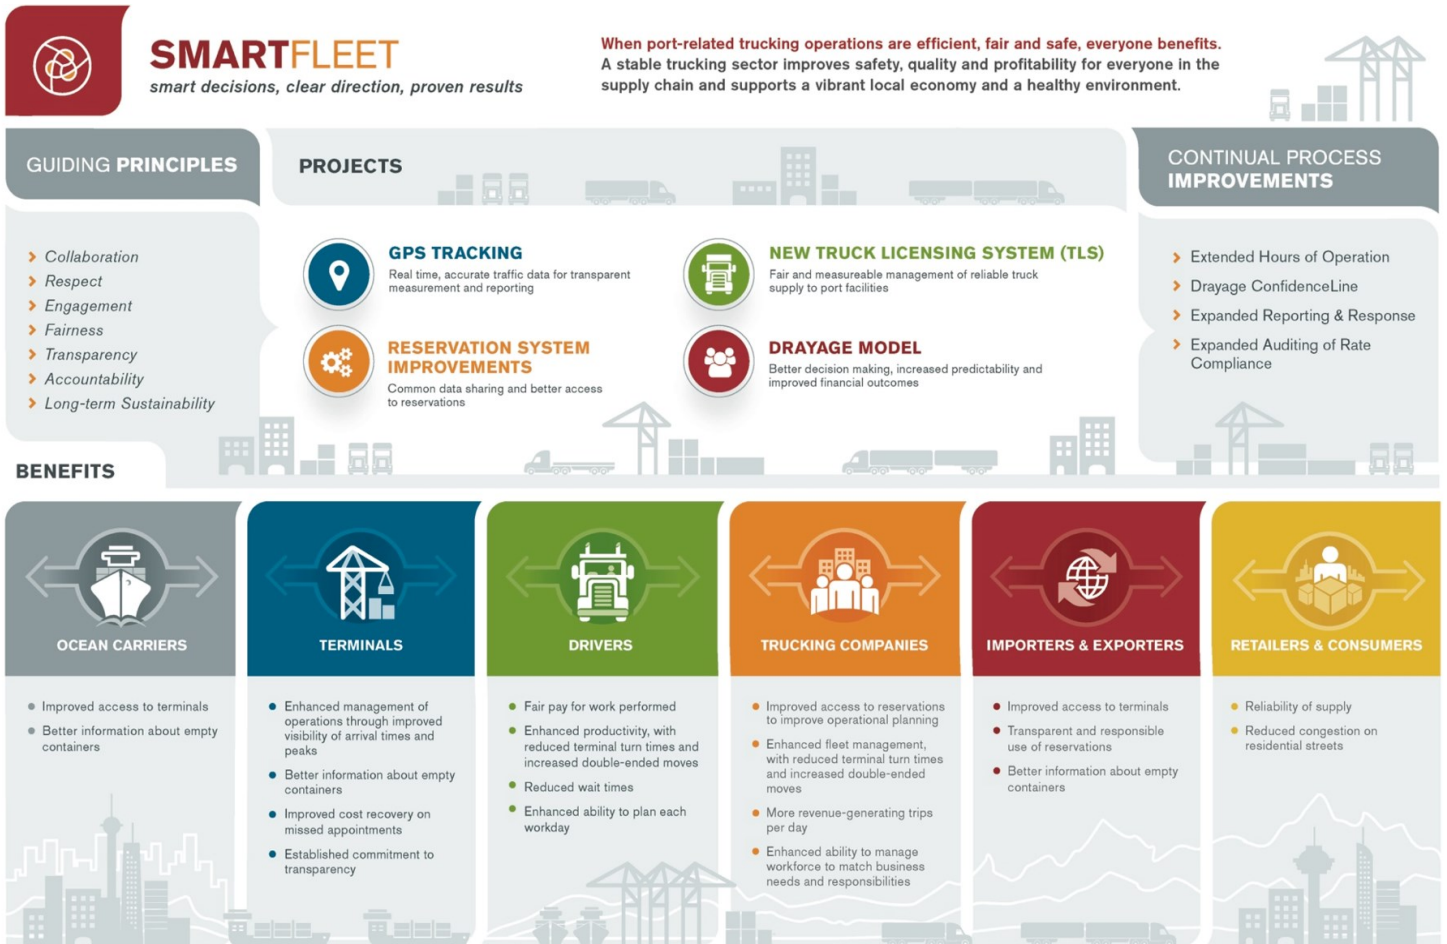 SMARTFLEET
smart decisions, clear direction, proven results
When port-related trucking operations are efficient, fair and safe, everyone benefits.
A stable trucking sector improves safety, quality and profitability for everyone in the
supply chain and supports a vibrant local economy and a healthy environment.
GUIDING PRINCIPLES
Collaboration
Respect
Engagement
Fairness
Transparency
Accountability
Long-term Sustainability
PROJECTS
GPS TRACKING
Real time, accurate traffic data for transparent
measurement and reporting
RESERVATION SYSTEM
IMPROVEMENTS
Common data sharing and better access
to reservations
NEW TRUCK LICENSING SYSTEM (TLS)
Fair and measureable management of reliable truck
supply to port facilities
DRAYAGE MODEL
Better decision making, increased predictability and
improved financial outcomes
CONTINUAL PROCESS
IMPROVEMENTS
Extended Hours of Operation
Drayage ConfidenceLine
Expanded Reporting & Response
Expanded Auditing of Rate
Compliance
BENEFITS
OCEAN CARRIERS
Improved access to terminals
Better information about empty
containers
TERMINALS
Enhanced management of
operations through improved
visibility of arrival times and
peaks
Better information about empty
containers
Improved cost recovery on
missed appointments
Established commitment to
transparency
DRIVERS
Fair pay for work performed
Enhanced productivity, with
reduced terminal turn times and
increased double-ended moves
Reduced wait times
Enhanced ability to plan each
workday
TRUCKING COMPANIES
Improved access to reservations
to improve operational planning
Enhanced fleet management,
with reduced terminal turn times
and increased double-ended
moves
More revenue-generating trips
per day
Enhanced ability to manage
workforce to match business
needs and responsibilities
IMPORTERS & EXPORTERS
Improved access to terminals
Transparent and responsible
use of reservations
Better information about empty
containers
RETAILERS & CONSUMERS
Reliability of supply
Reduced congestion on
residential streets